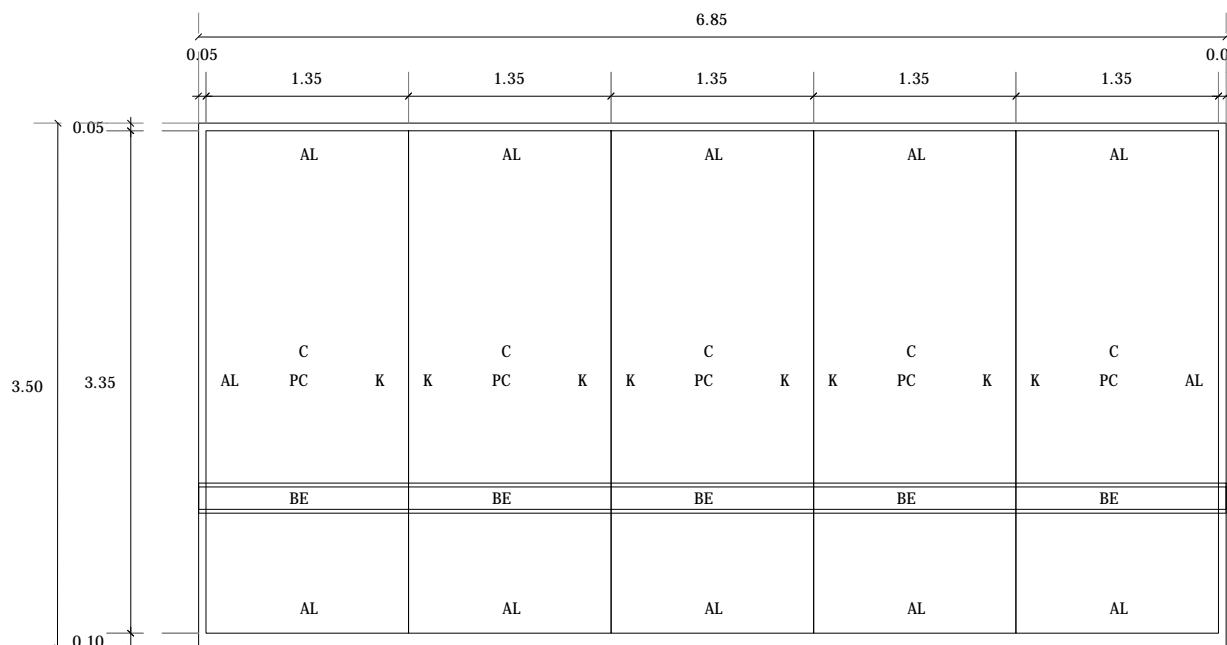 6.85
0.05 0.0
1.35 1.35 1.35 1.35 1.35
0.05
AL AL AL AL AL
C C C C C
3.50 3.35 AL PC K K PC K K PC K K PC K K PC AL
BE BE BE BE BE
AL AL AL AL AL
0.10